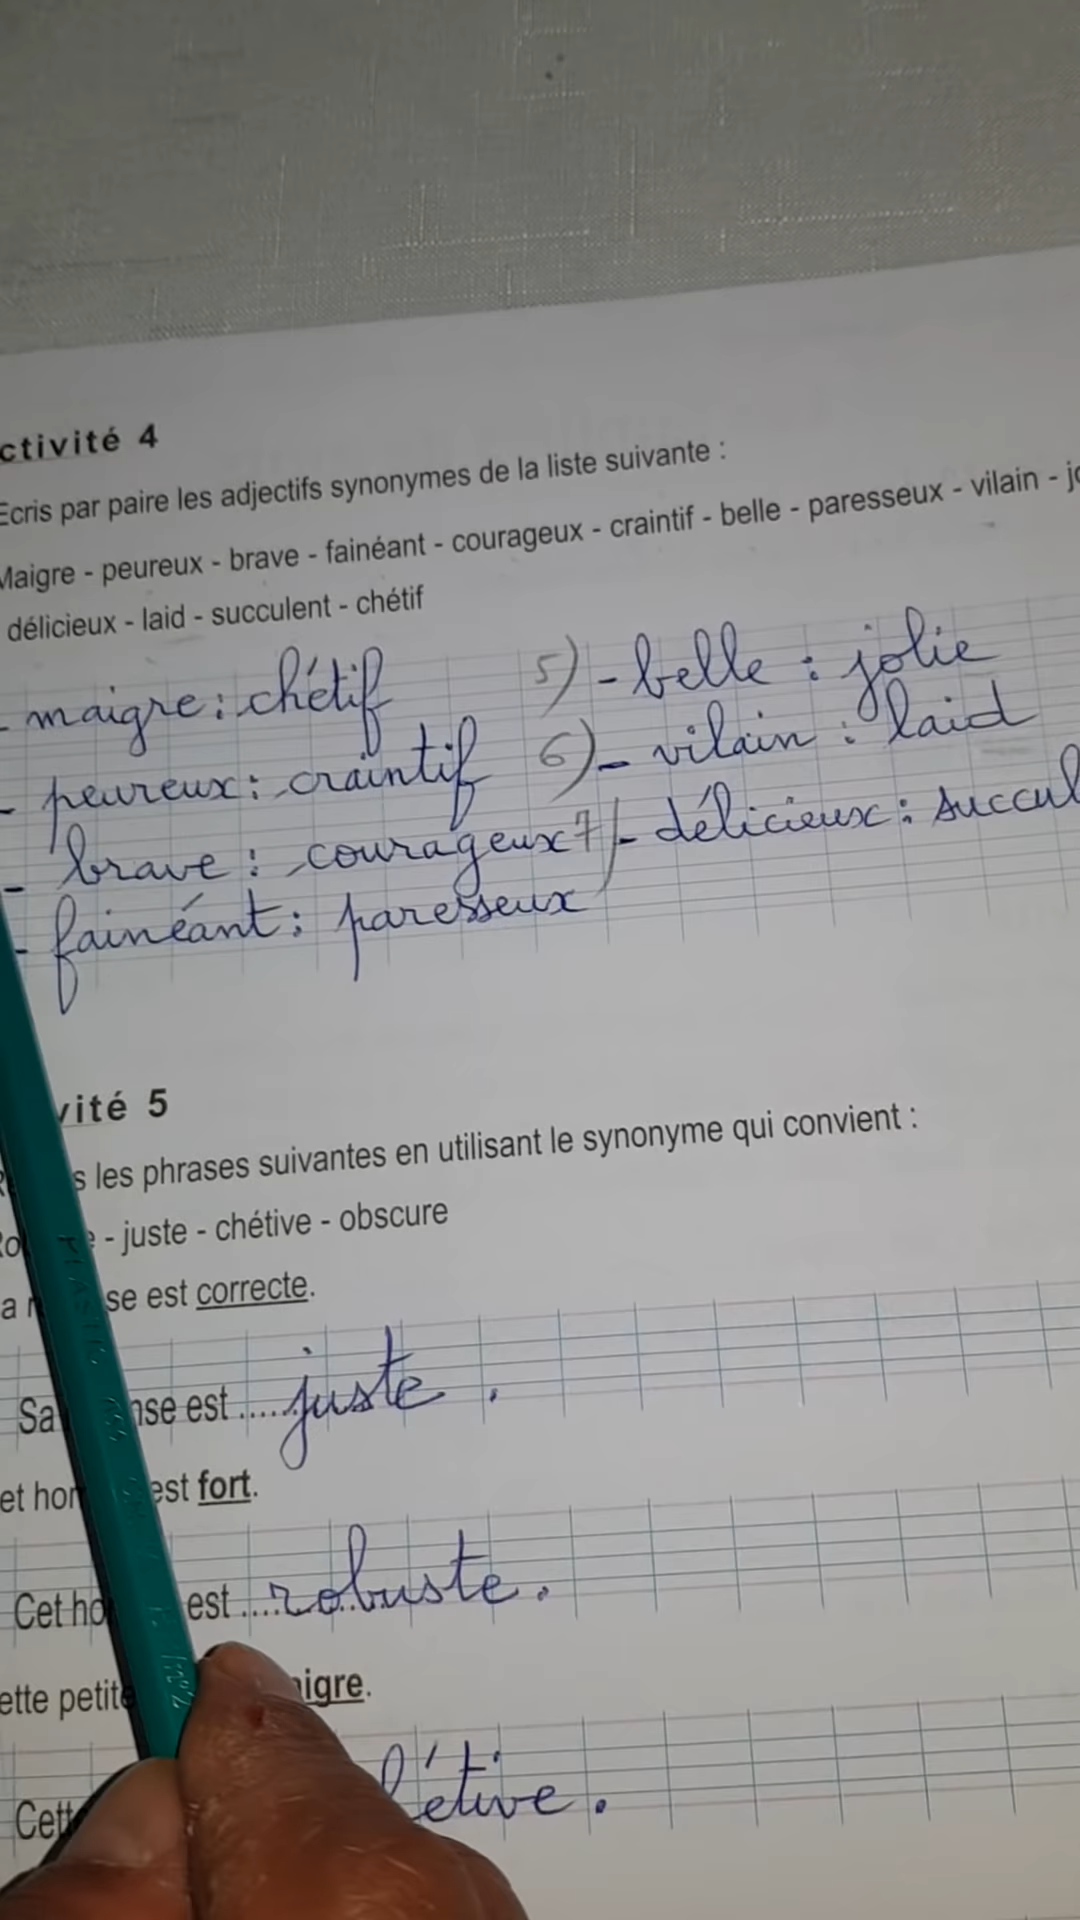 ctivité 4
Ecris par paire les adjectifs synonymes de la liste suivante :
Maigre - peureux - brave - fainéant - courageux - craintif - belle - paresseux - vilain - jo
délicieux - laid - succulent - chétif
- maigre : chétif 5) - belle : jolie
- peureux : craintif 6) - vilain : laid
- brave : courageux 7) - délicieux : succul
- fainéant : paresseux
vité 5
s les phrases suivantes en utilisant le synonyme qui convient :
- juste - chétive - obscure
se est correcte.
Sa nse est .... juste .
et hom est fort.
Cet ho est .... robuste .
ette petite aigre.
Cette étive .